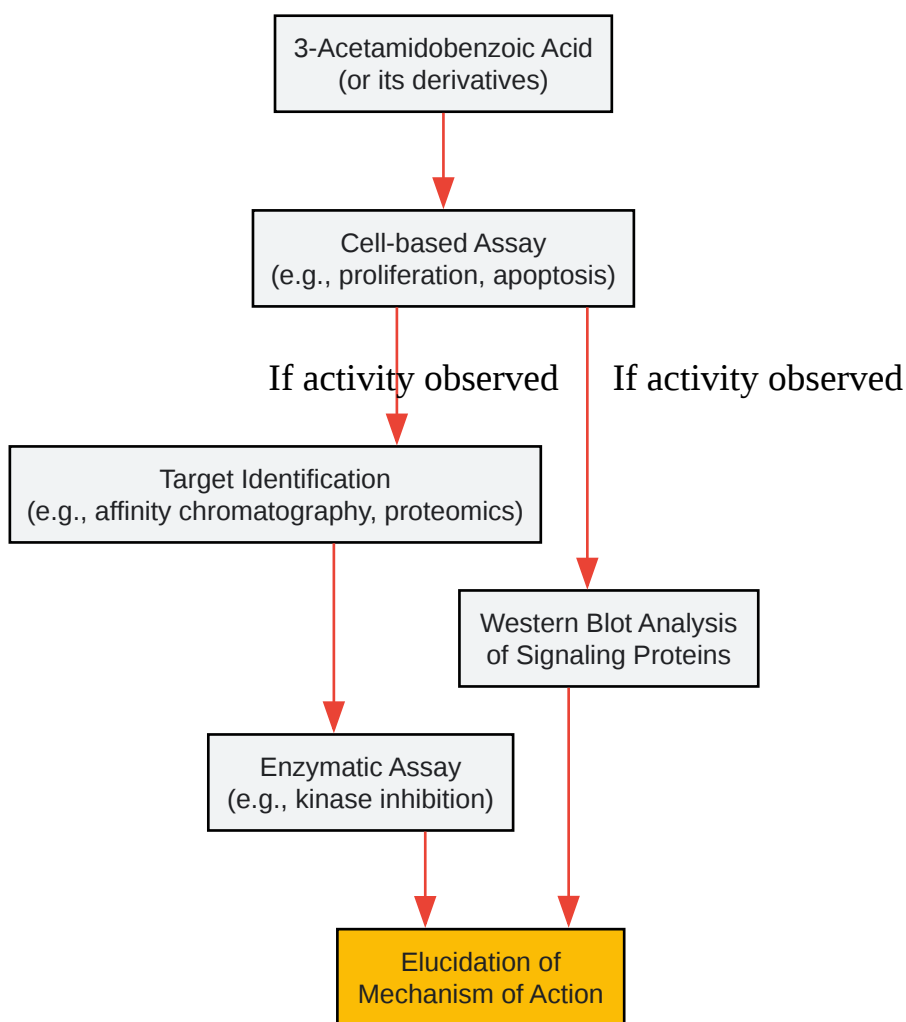 3-Acetamidobenzoic Acid
(or its derivatives)
Cell-based Assay
(e.g., proliferation, apoptosis)
If activity observed
If activity observed
Target Identification
(e.g., affinity chromatography, proteomics)
Western Blot Analysis
of Signaling Proteins
Enzymatic Assay
(e.g., kinase inhibition)
Elucidation of
Mechanism of Action